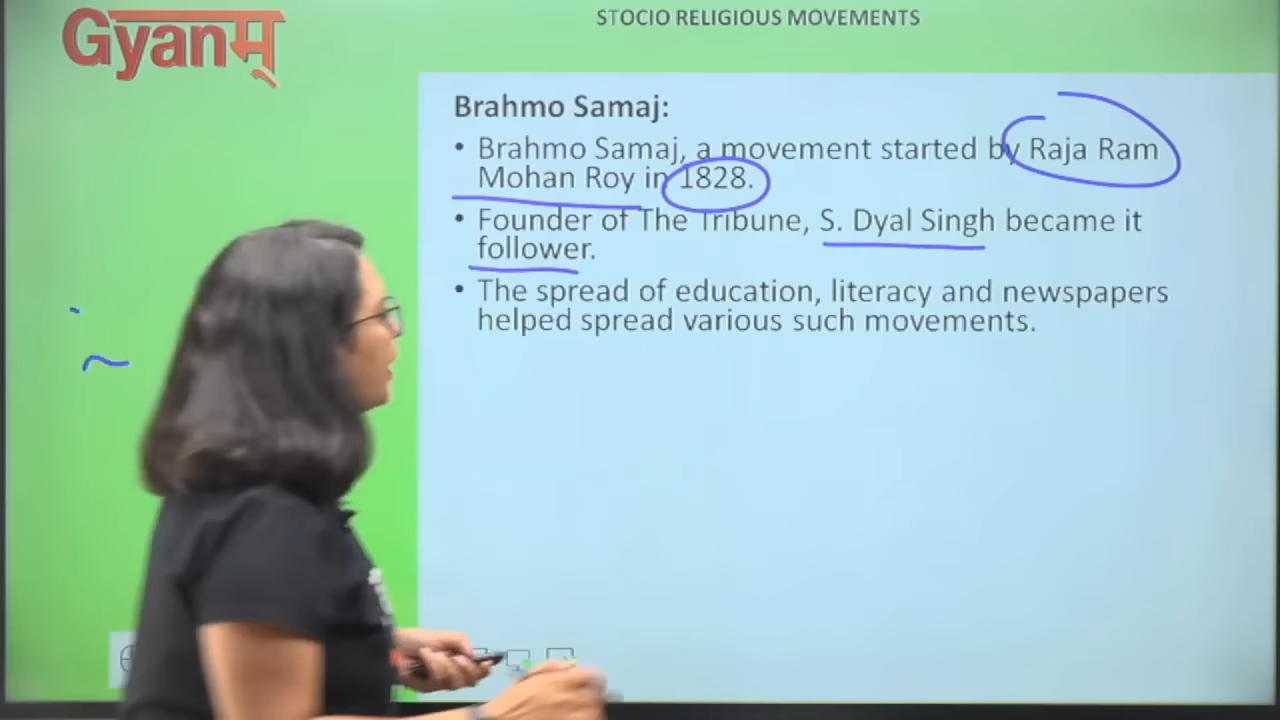 Gyanम्
STOCIO RELIGIOUS MOVEMENTS
Brahmo Samaj:
• Brahmo Samaj, a movement started by Raja Ram
Mohan Roy in 1828.
• Founder of The Tribune, S. Dyal Singh became it
follower.
• The spread of education, literacy and newspapers
helped spread various such movements.